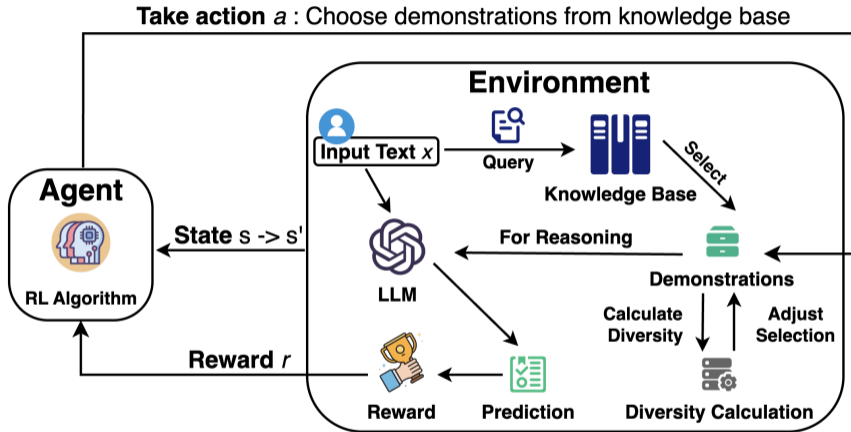 Take action a : Choose demonstrations from knowledge base
Environment
Input Text x
Query
Knowledge Base
Select
Agent
RL Algorithm
State s -> s'
For Reasoning
LLM
Demonstrations
Calculate
Diversity
Adjust
Selection
Reward r
Reward
Prediction
Diversity Calculation